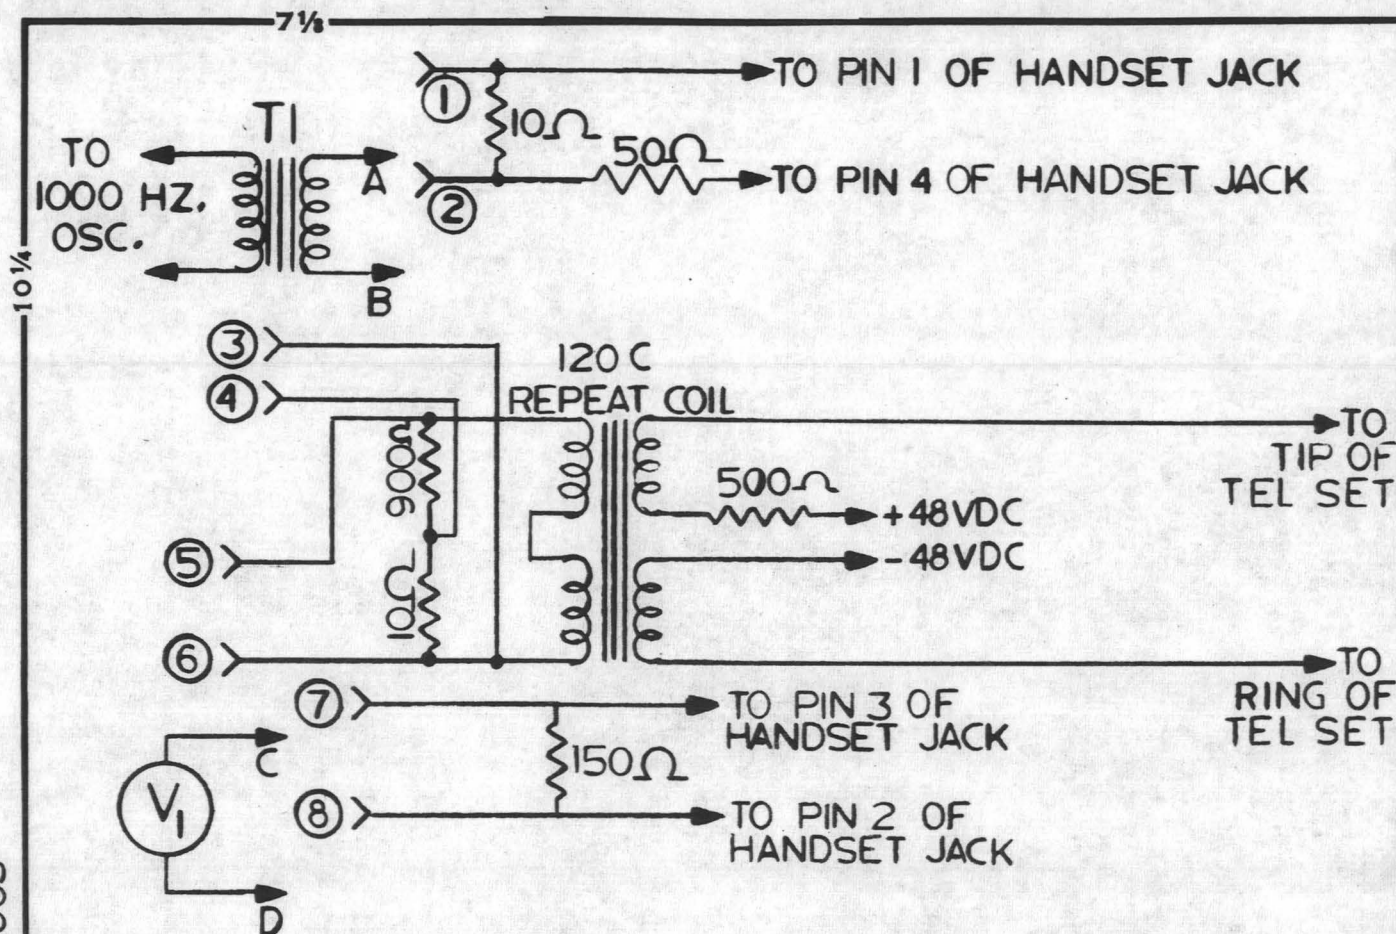 7⅛
10¼
TO
1000 HZ.
OSC.
T1
A
B
①
②
10Ω
50Ω
TO PIN 1 OF HANDSET JACK
TO PIN 4 OF HANDSET JACK
③
④
⑤
⑥
900Ω
10Ω
120 C
REPEAT COIL
500Ω
+48VDC
-48VDC
TO
TIP OF
TEL SET
TO
RING OF
TEL SET
⑦
⑧
150Ω
TO PIN 3 OF
HANDSET JACK
TO PIN 2 OF
HANDSET JACK
V1
C
D